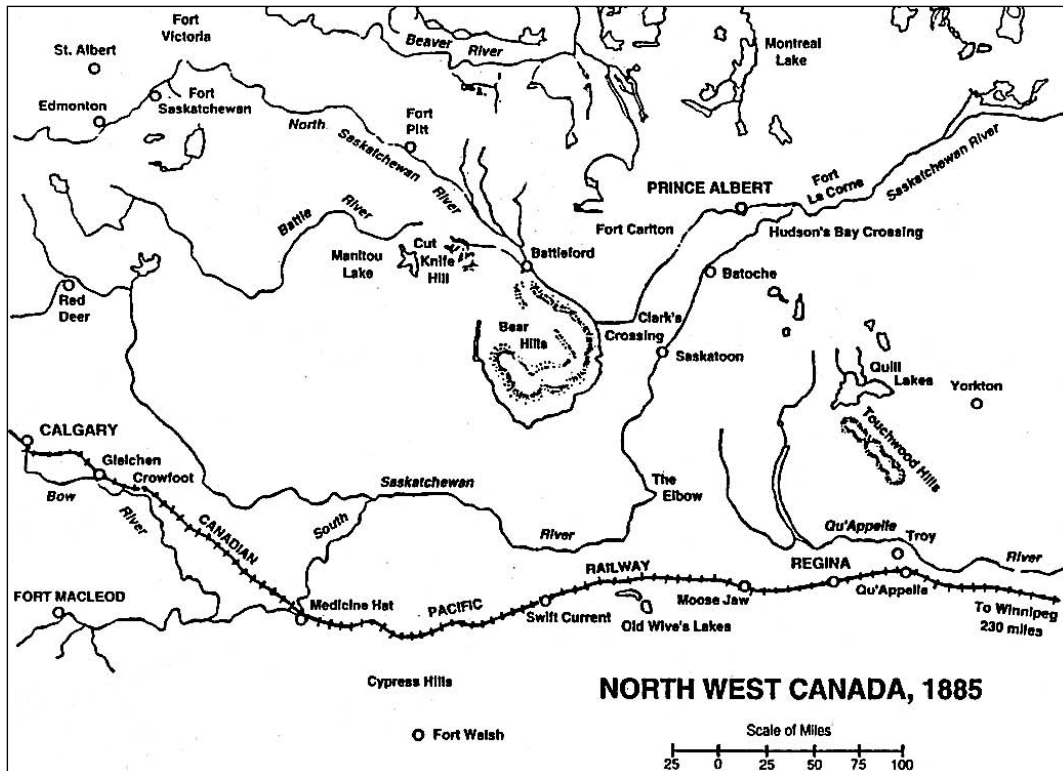 Fort
Victoria
St. Albert
Beaver
River
Montreal
Lake
Edmonton
Fort
Saskatchewan
North
Saskatchewan
River
Fort
Pitt
PRINCE ALBERT
Fort
La Corne
Saskatchewan River
Fort Carlton
Hudson's Bay Crossing
Battle
River
Manitou
Lake
Cut
Knife
Hill
Battleford
Batoche
Red
Deer
Bear
Hills
Clark's
Crossing
Saskatoon
Quill
Lakes
Yorkton
Touchwood Hills
CALGARY
Gleichen
Crowfoot
Bow
River
CANADIAN
South
Saskatchewan
River
The
Elbow
Qu'Appelle
River
Troy
REGINA
RAILWAY
FORT MACLEOD
Medicine Hat
PACIFIC
Swift Current
Old Wive's Lakes
Moose Jaw
Qu'Appelle
To Winnipeg
230 miles
Cypress Hills
Fort Walsh
NORTH WEST CANADA, 1885
Scale of Miles
25 0 25 50 75 100